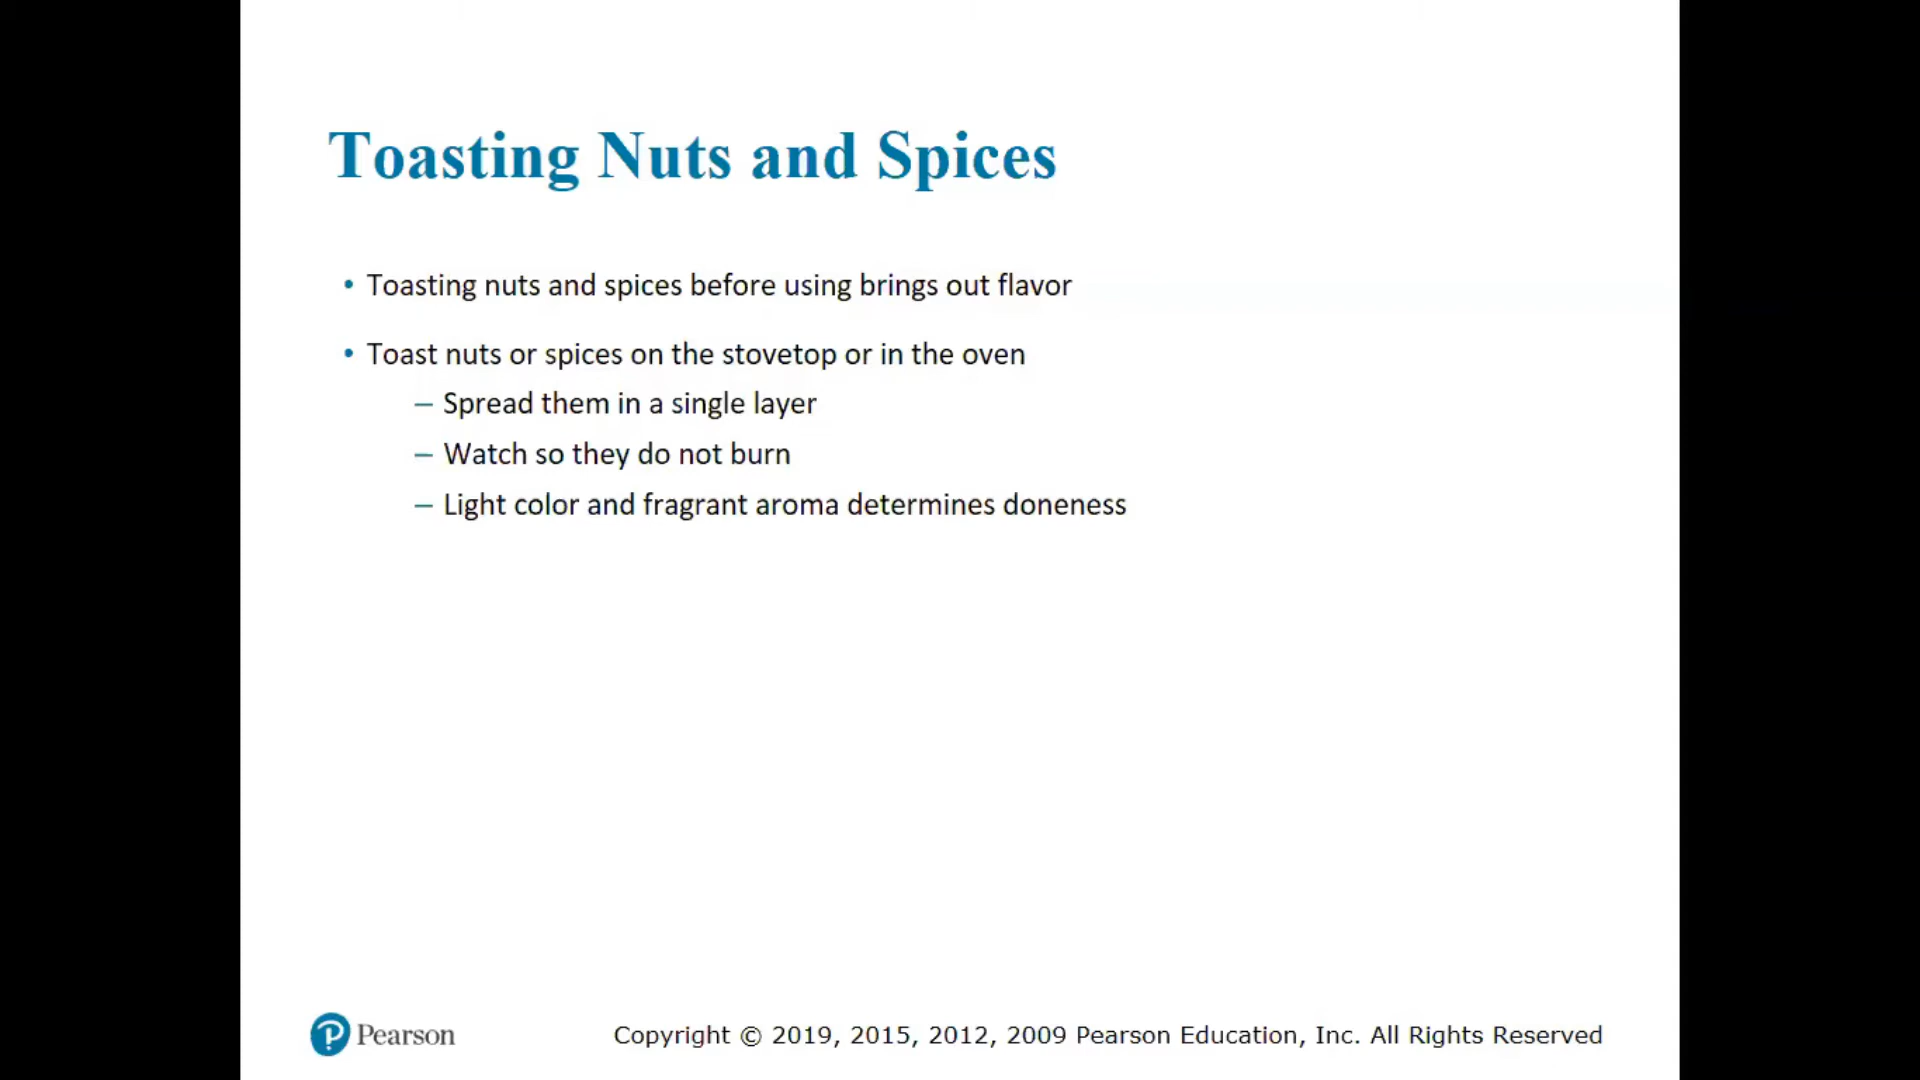 Toasting Nuts and Spices
• Toasting nuts and spices before using brings out flavor
• Toast nuts or spices on the stovetop or in the oven
– Spread them in a single layer
– Watch so they do not burn
– Light color and fragrant aroma determines doneness
P Pearson
Copyright © 2019, 2015, 2012, 2009 Pearson Education, Inc. All Rights Reserved